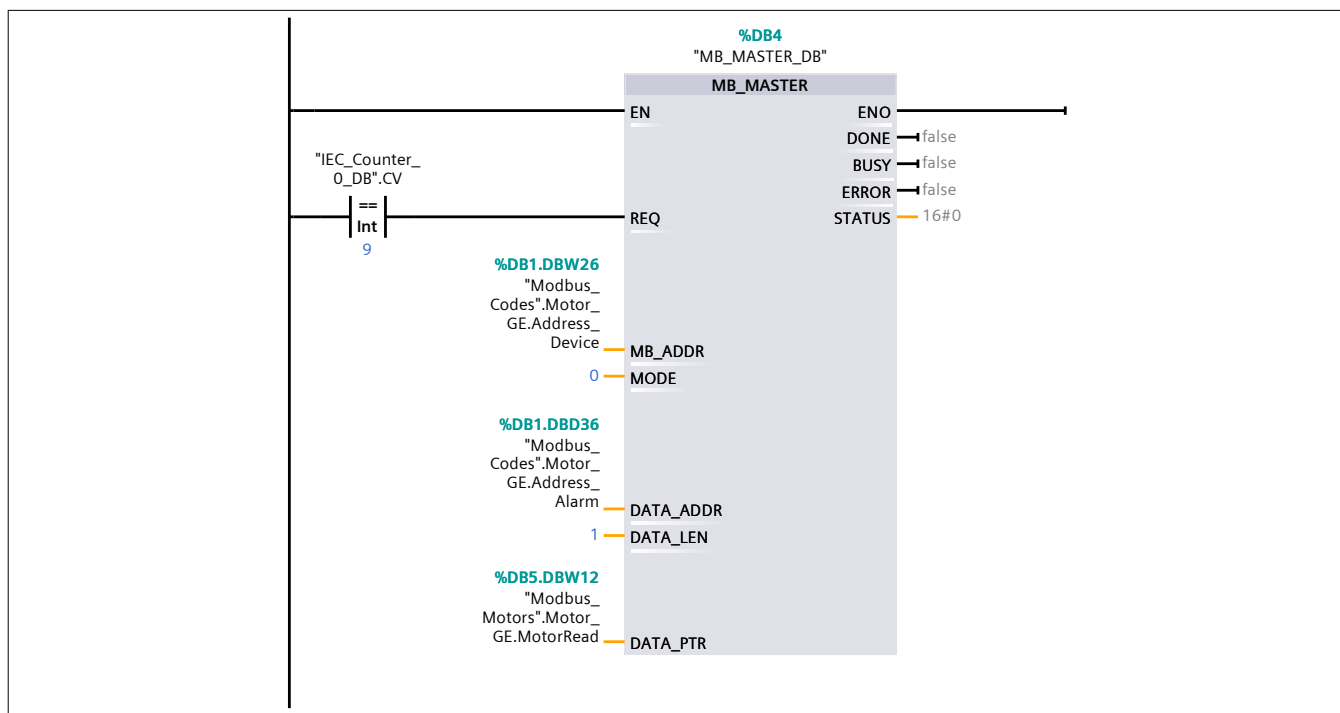 %DB4
"MB_MASTER_DB"
MB_MASTER
EN
ENO
DONE
false
"IEC_Counter_
0_DB".CV
BUSY
false
ERROR
false
==
Int
9
REQ
STATUS
16#0
%DB1.DBW26
"Modbus_
Codes".Motor_
GE.Address_
Device
MB_ADDR
0
MODE
%DB1.DBD36
"Modbus_
Codes".Motor_
GE.Address_
Alarm
DATA_ADDR
1
DATA_LEN
%DB5.DBW12
"Modbus_
Motors".Motor_
GE.MotorRead
DATA_PTR